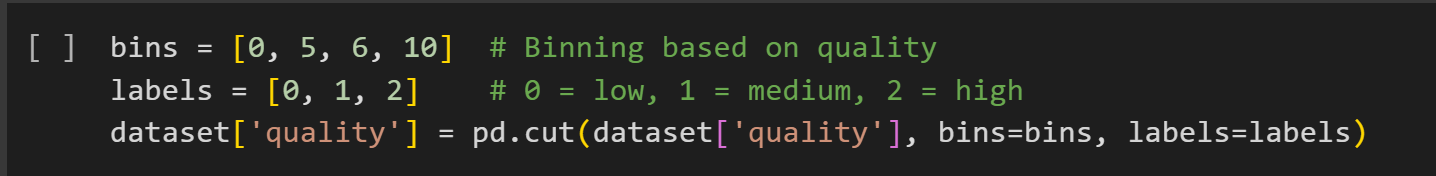 [ ] bins = [0, 5, 6, 10]  # Binning based on quality
labels = [0, 1, 2]    # 0 = low, 1 = medium, 2 = high
dataset['quality'] = pd.cut(dataset['quality'], bins=bins, labels=labels)